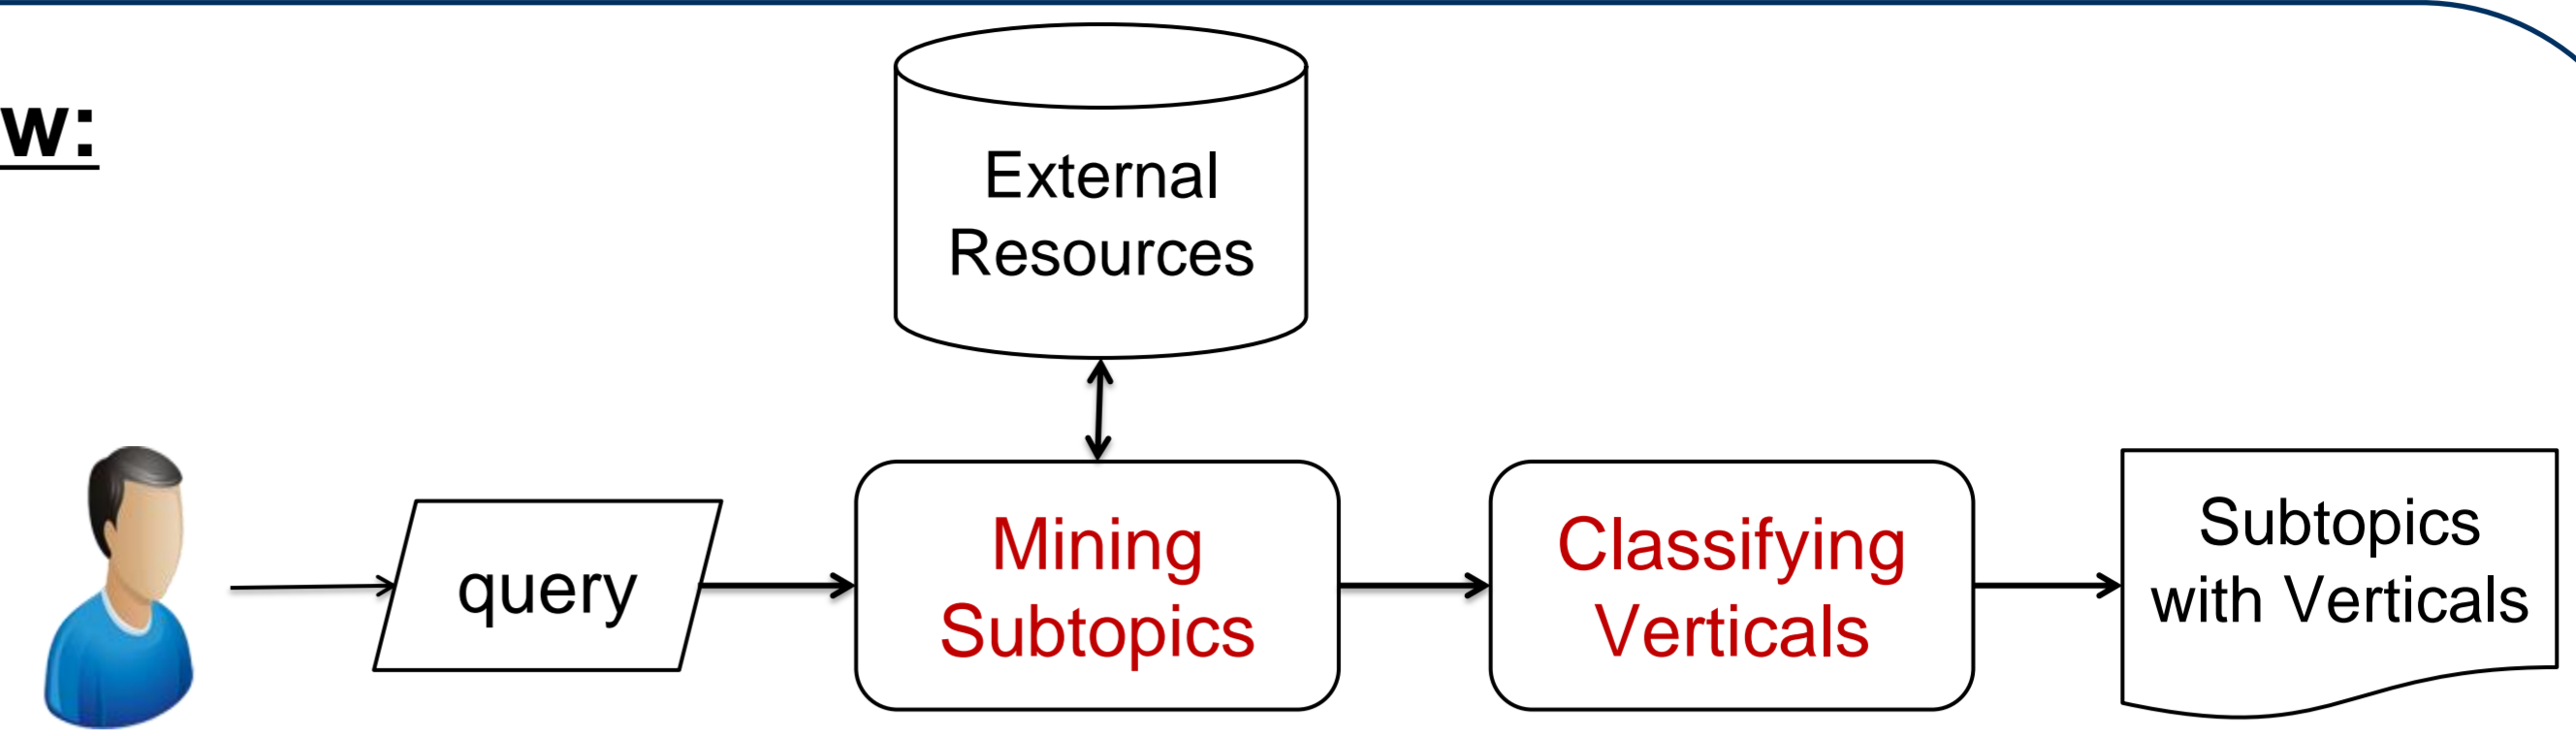 w:
External
Resources
query
Mining
Subtopics
Classifying
Verticals
Subtopics
with Verticals